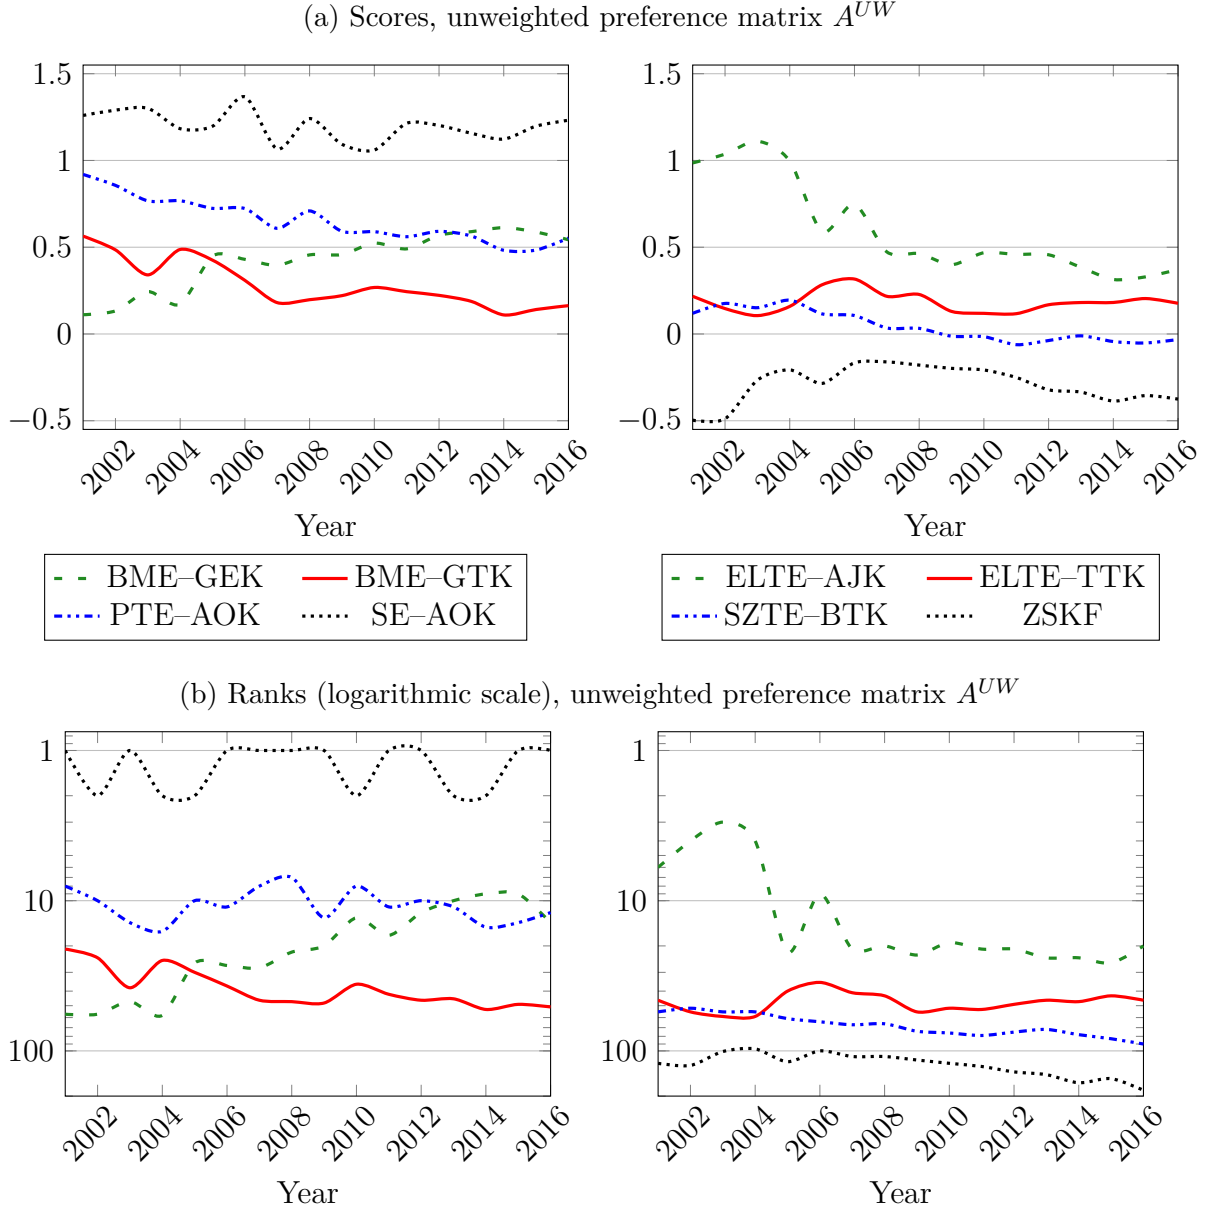 (a) Scores, unweighted preference matrix A^{UW}
1.5
1
0.5
0
−0.5
2002 2004 2006 2008 2010 2012 2014 2016
Year
1.5
1
0.5
0
−0.5
2002 2004 2006 2008 2010 2012 2014 2016
Year
BME–GEK BME–GTK
PTE–AOK SE–AOK
ELTE–AJK ELTE–TTK
SZTE–BTK ZSKF
(b) Ranks (logarithmic scale), unweighted preference matrix A^{UW}
1
10
100
2002 2004 2006 2008 2010 2012 2014 2016
Year
1
10
100
2002 2004 2006 2008 2010 2012 2014 2016
Year